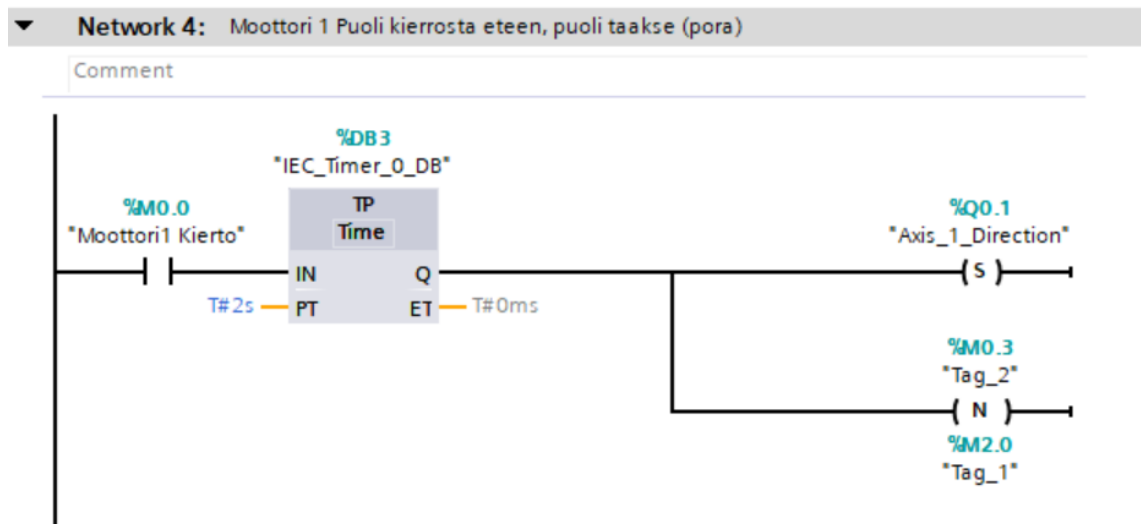 Network 4: Moottori 1 Puoli kierrosta eteen, puoli taakse (pora)
Comment
%DB3
"IEC_Timer_0_DB"
%M0.0
"Moottori1 Kierto"
TP
Time
IN
Q
T#2s
PT
ET
T#0ms
%Q0.1
"Axis_1_Direction"
S
%M0.3
"Tag_2"
N
%M2.0
"Tag_1"